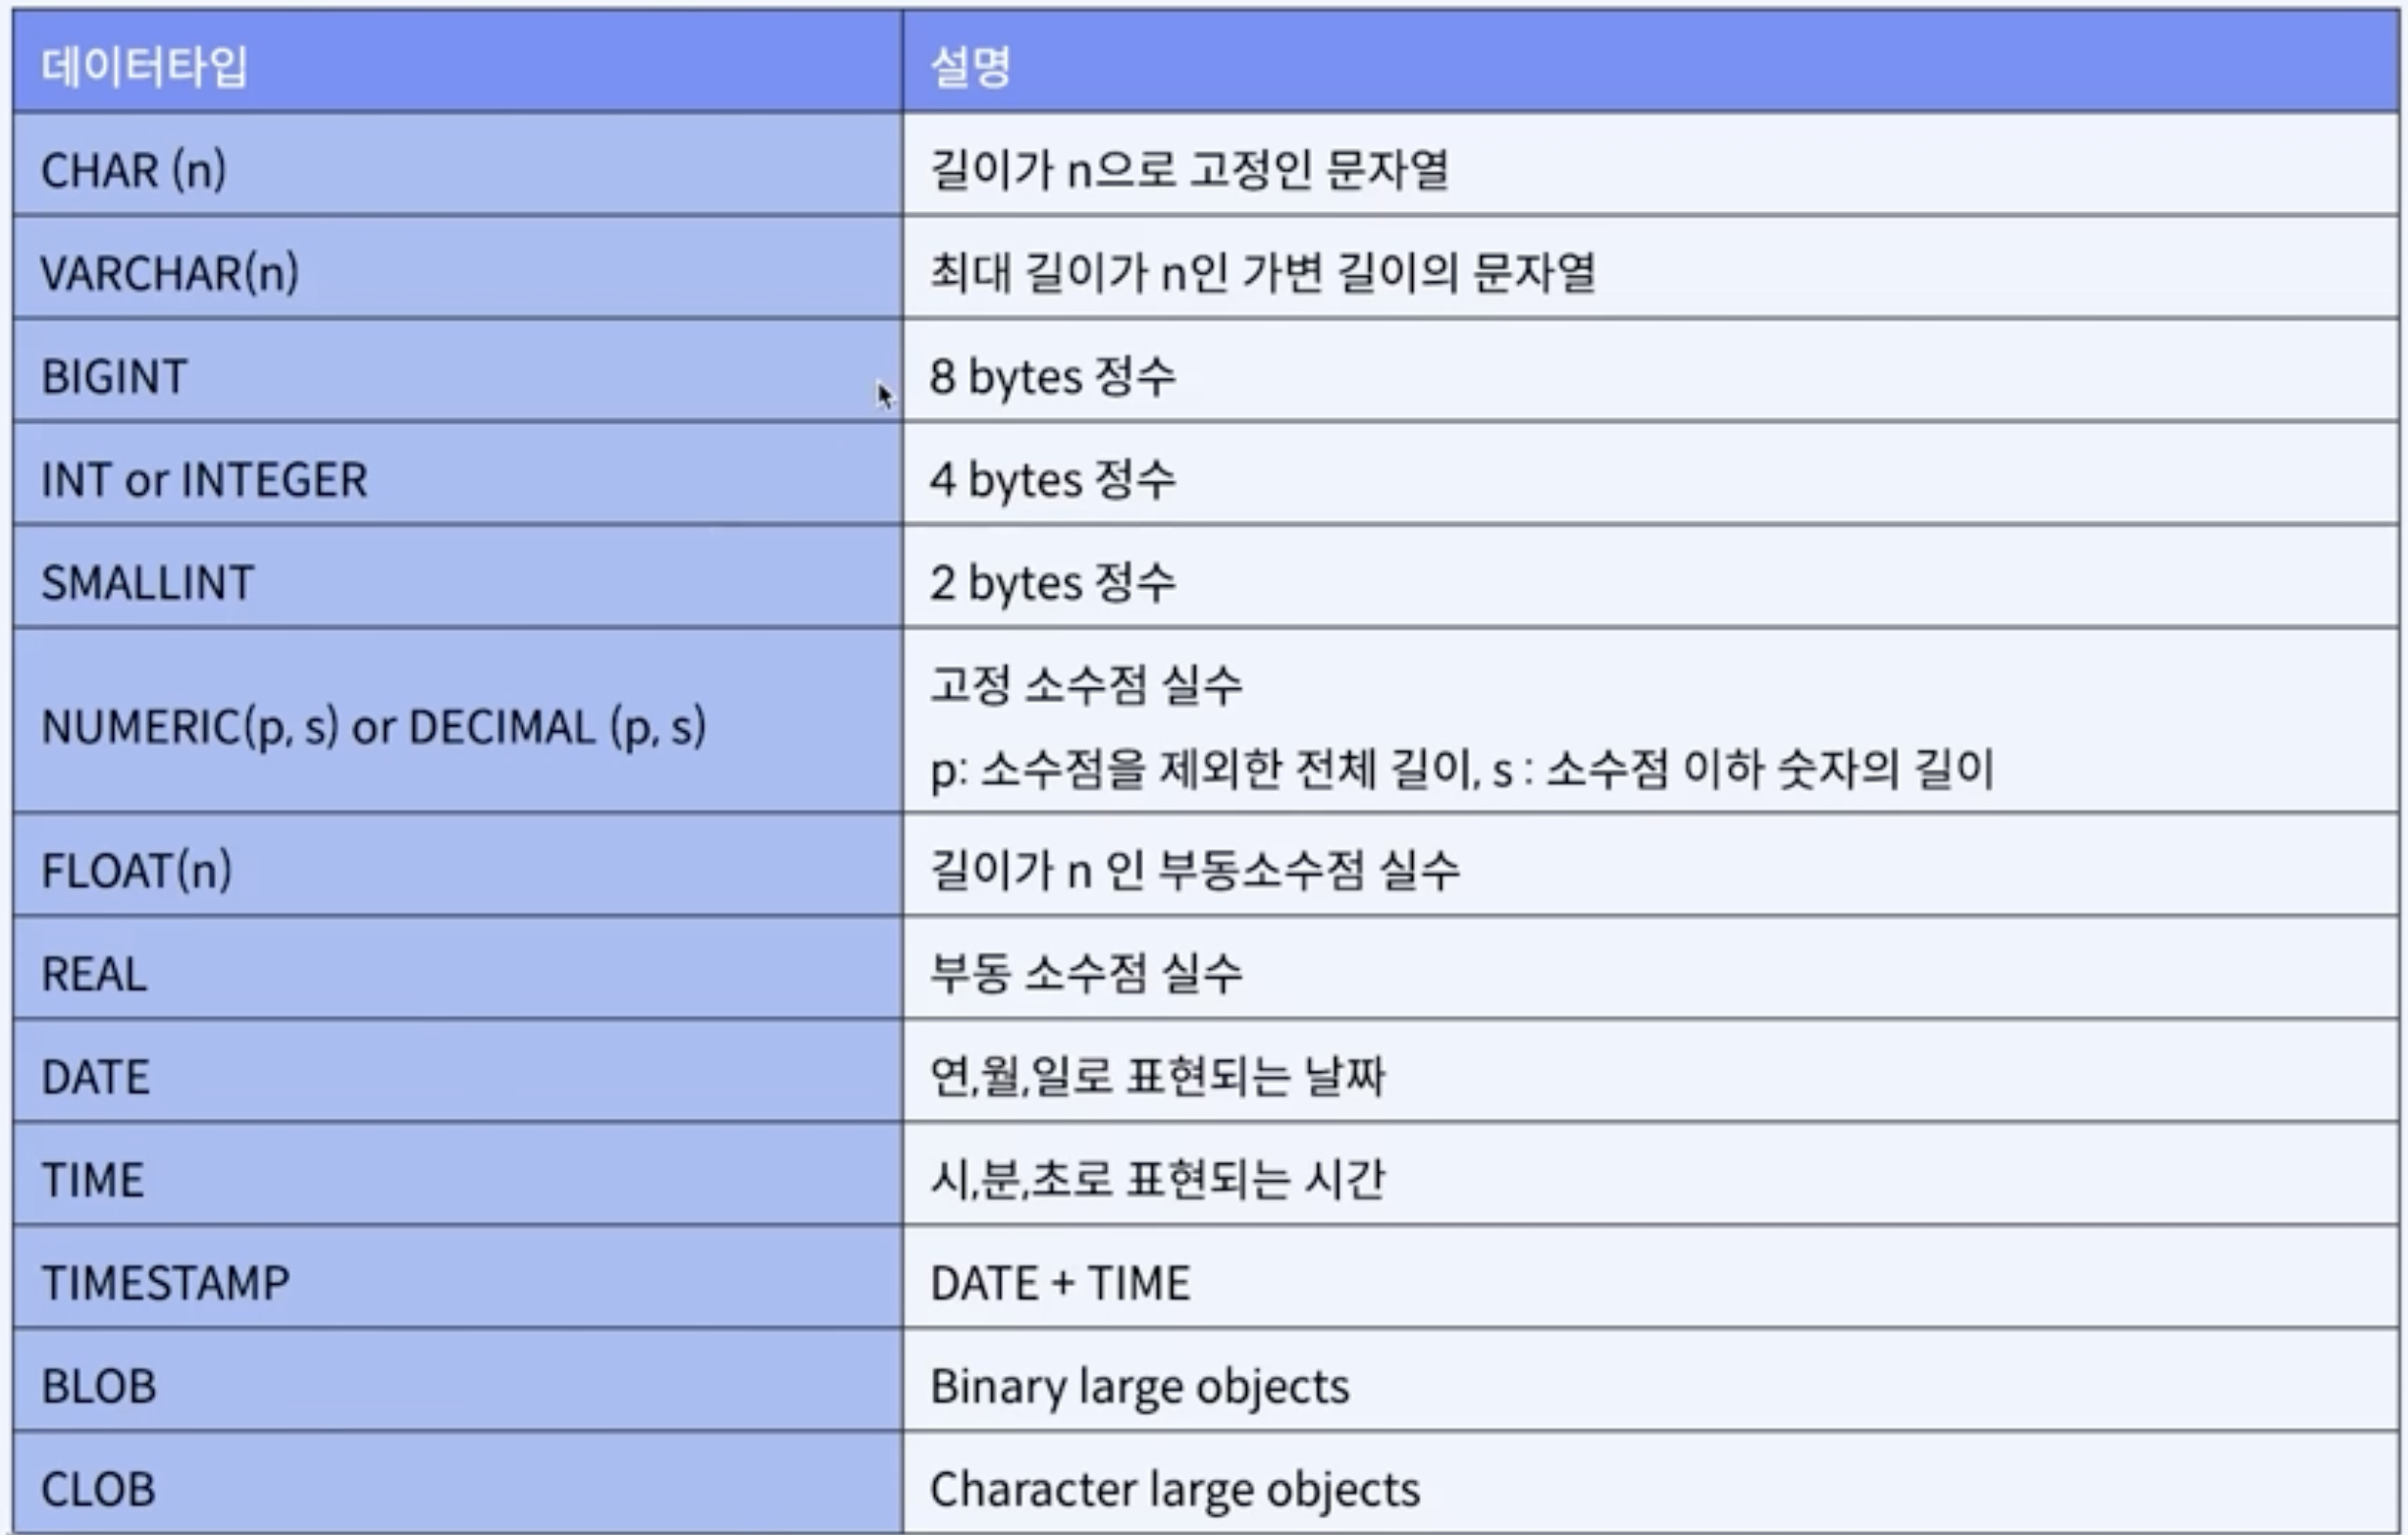 데이터타입 설명
CHAR (n) 길이가 n으로 고정인 문자열
VARCHAR(n) 최대 길이가 n인 가변 길이의 문자열
BIGINT 8 bytes 정수
INT or INTEGER 4 bytes 정수
SMALLINT 2 bytes 정수
NUMERIC(p, s) or DECIMAL (p, s) 고정 소수점 실수
p: 소수점을 제외한 전체 길이, s : 소수점 이하 숫자의 길이
FLOAT(n) 길이가 n 인 부동소수점 실수
REAL 부동 소수점 실수
DATE 연,월,일로 표현되는 날짜
TIME 시,분,초로 표현되는 시간
TIMESTAMP DATE + TIME
BLOB Binary large objects
CLOB Character large objects